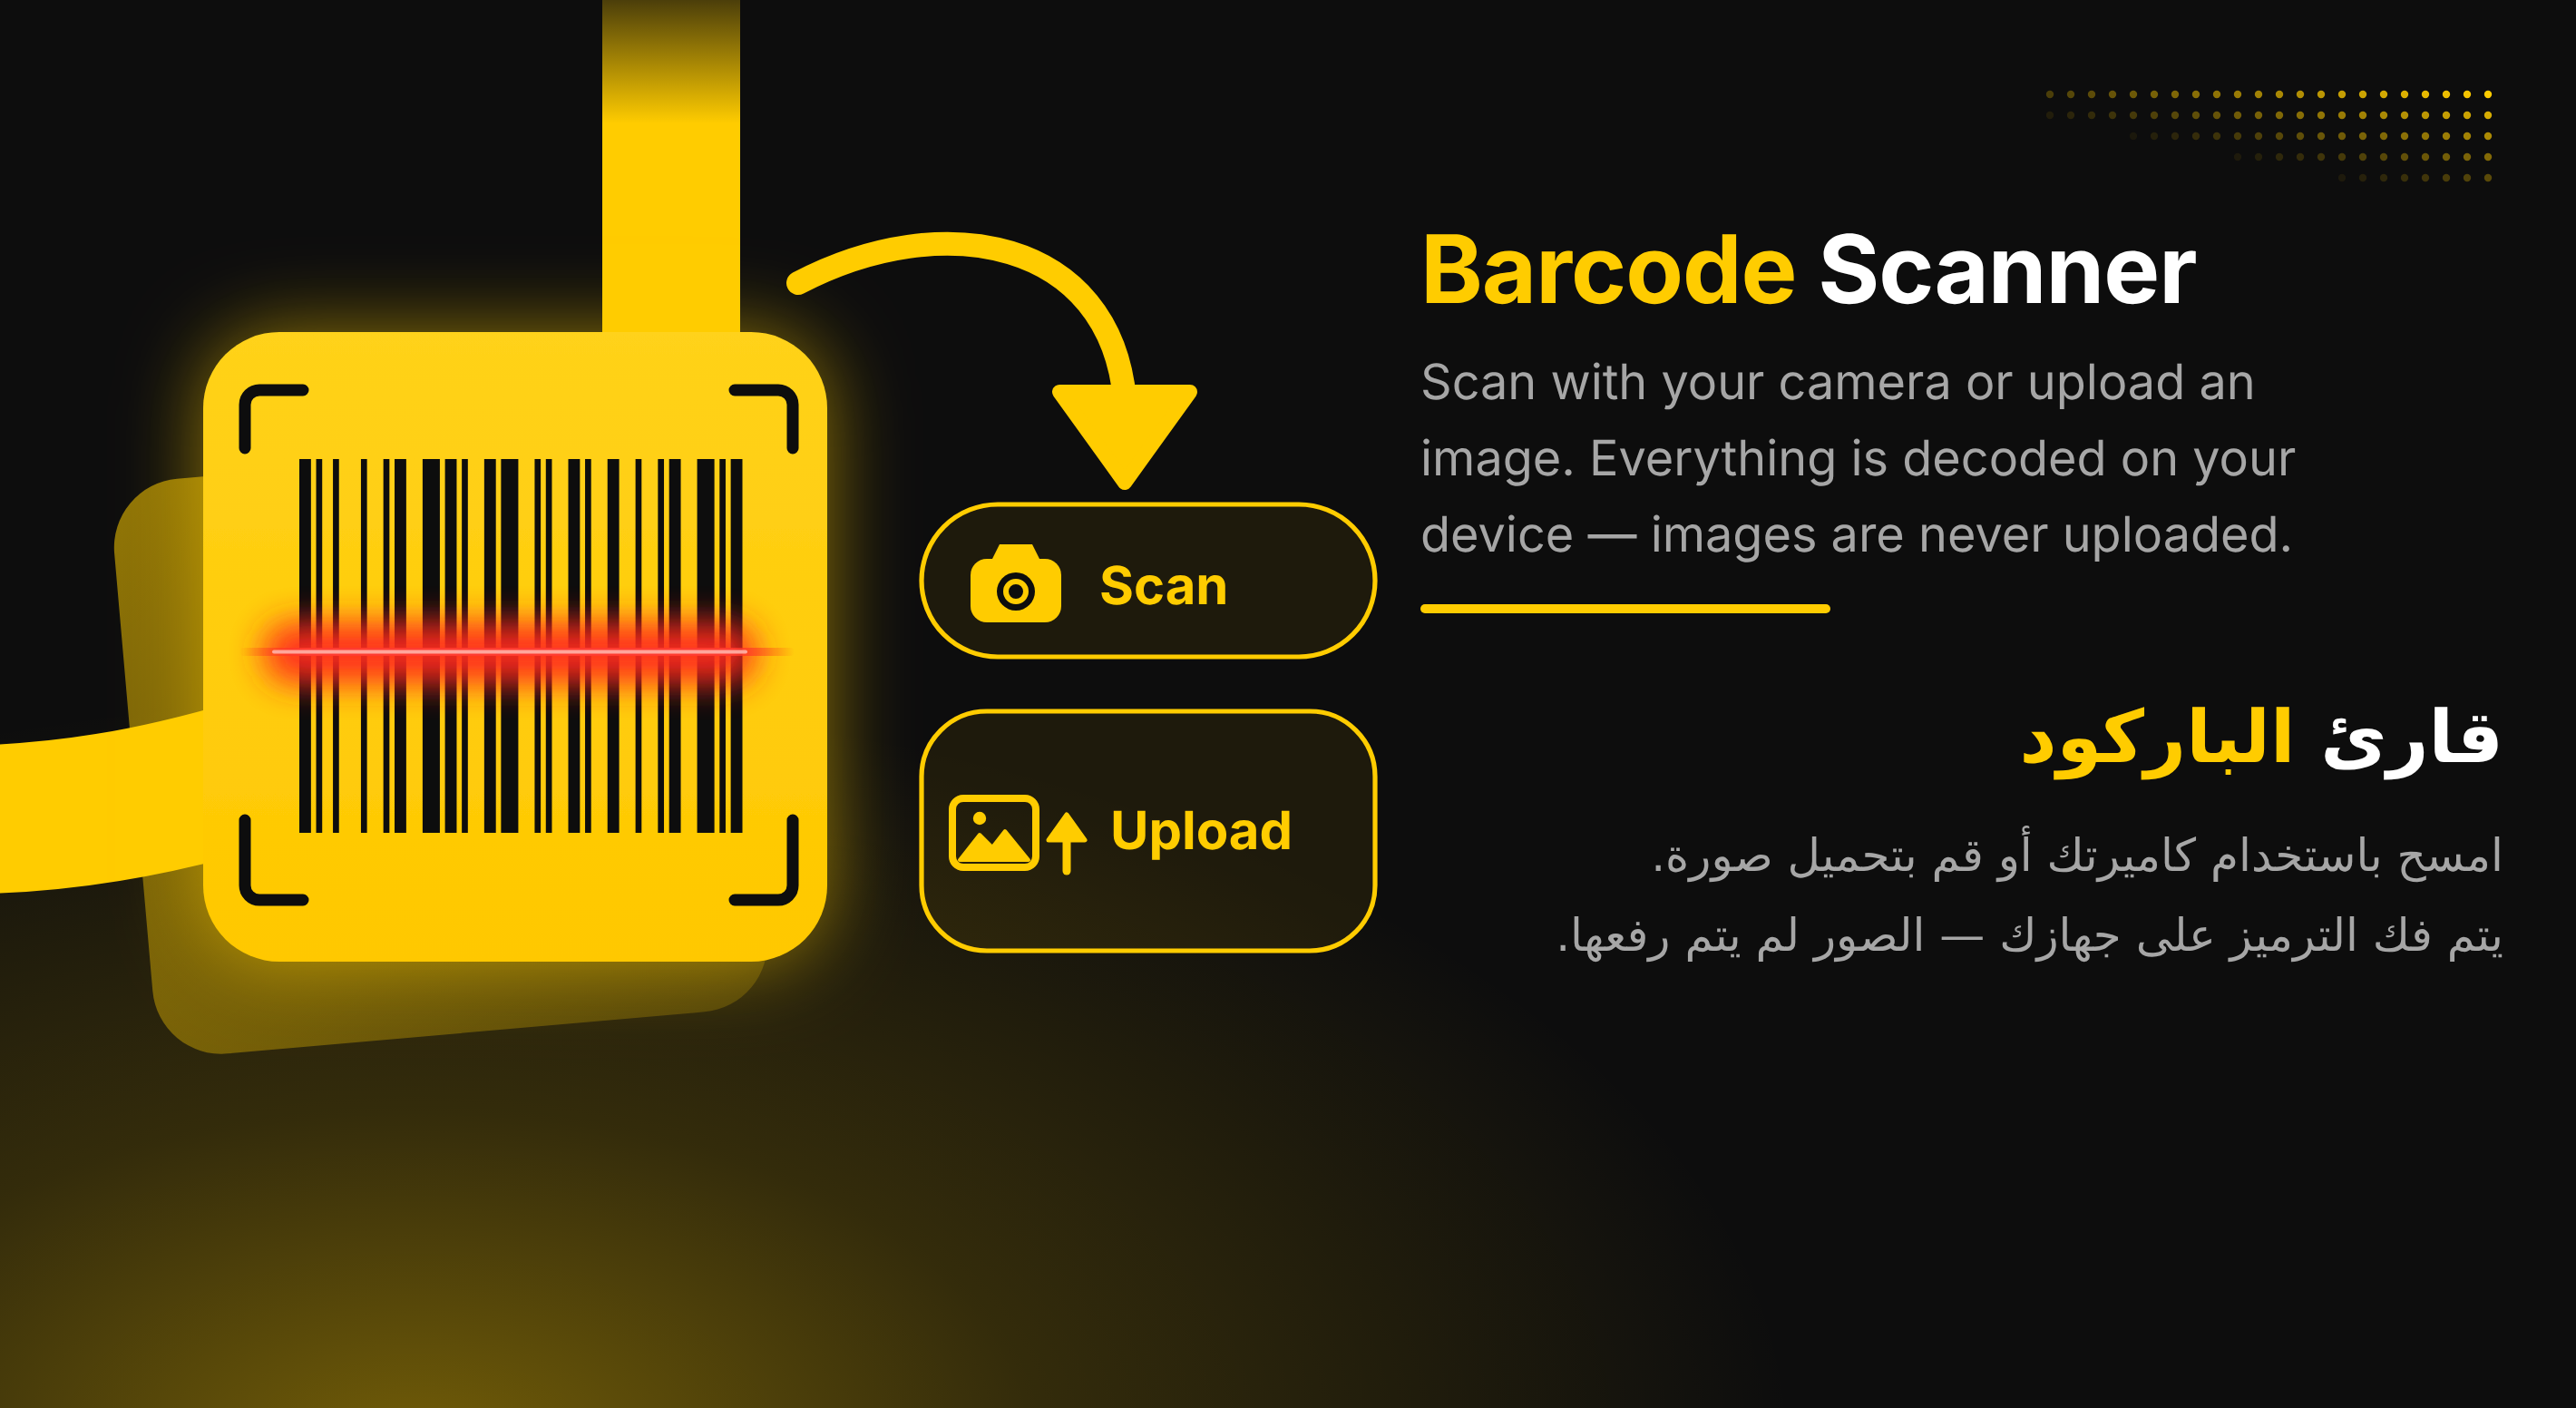 Barcode Scanner
Scan with your camera or upload an
image. Everything is decoded on your
device — images are never uploaded.
Scan
Upload
قارئ الباركود
امسح باستخدام كاميرتك أو قم بتحميل صورة.
يتم فك الترميز على جهازك — الصور لم يتم رفعها.